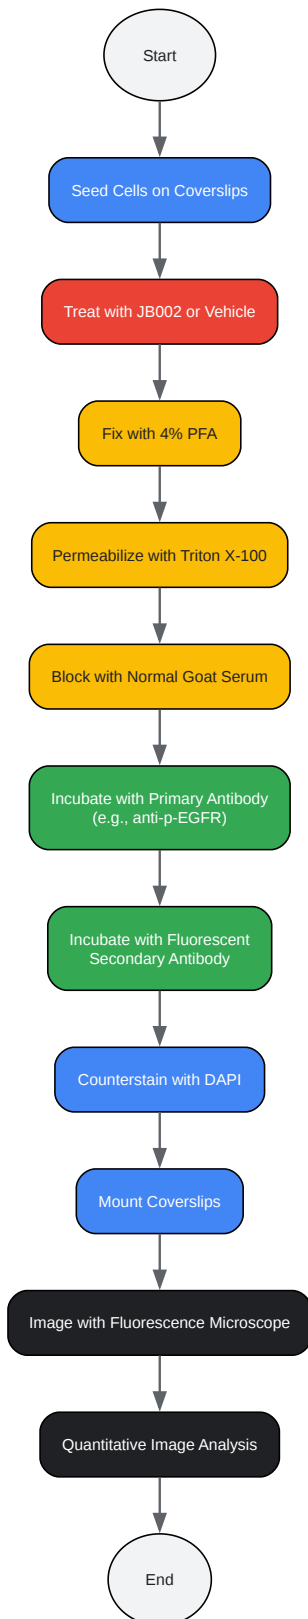 Start
Seed Cells on Coverslips
Treat with JB002 or Vehicle
Fix with 4% PFA
Permeabilize with Triton X-100
Block with Normal Goat Serum
Incubate with Primary Antibody
(e.g., anti-p-EGFR)
Incubate with Fluorescent
Secondary Antibody
Counterstain with DAPI
Mount Coverslips
Image with Fluorescence Microscope
Quantitative Image Analysis
End